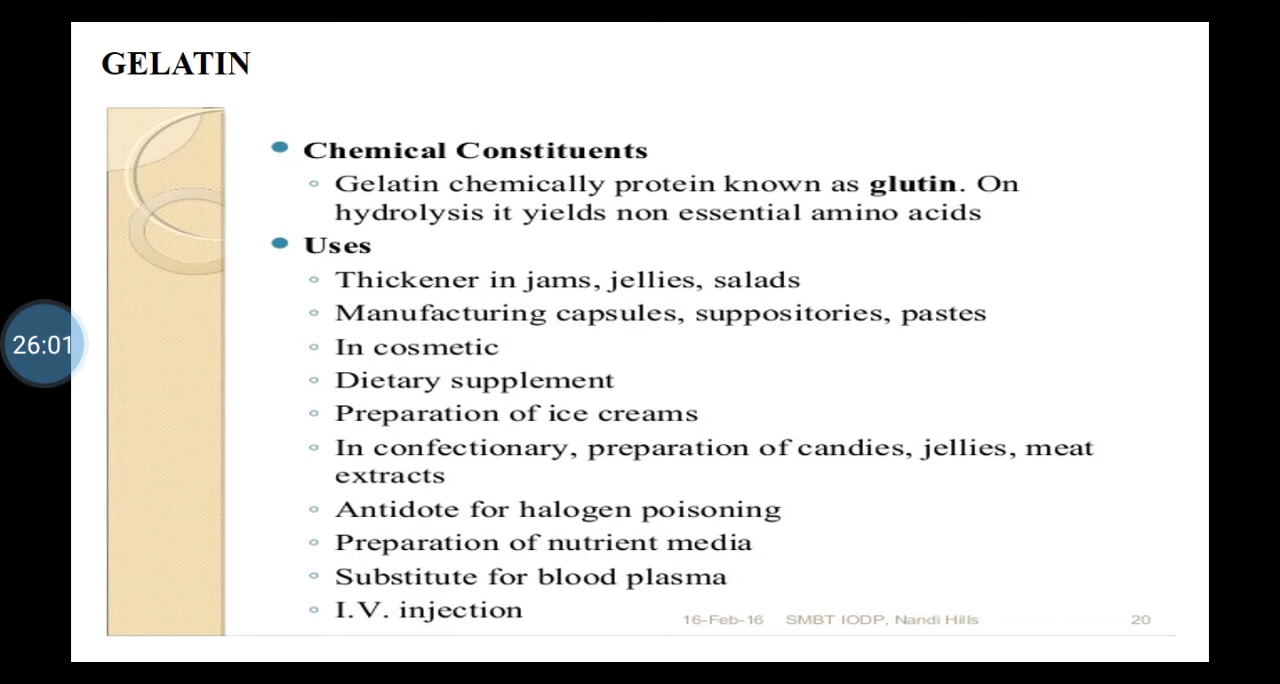 GELATIN
Chemical Constituents
Gelatin chemically protein known as glutin. On
hydrolysis it yields non essential amino acids
Uses
Thickener in jams, jellies, salads
Manufacturing capsules, suppositories, pastes
In cosmetic
Dietary supplement
Preparation of ice creams
In confectionary, preparation of candies, jellies, meat
extracts
Antidote for halogen poisoning
Preparation of nutrient media
Substitute for blood plasma
I.V. injection
16-Feb-16 SMBT IODP, Nandi Hills 20
26:01